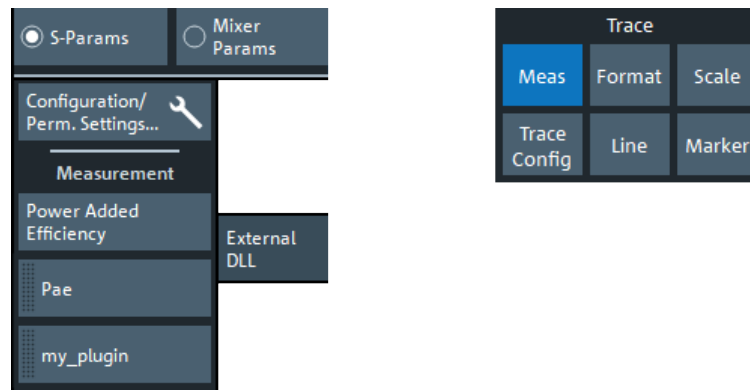 S-Params
Mixer
Params
Configuration/
Perm. Settings...
Measurement
Power Added
Efficiency
External
DLL
Pae
my_plugin
Trace
Meas
Format
Scale
Trace
Config
Line
Marker